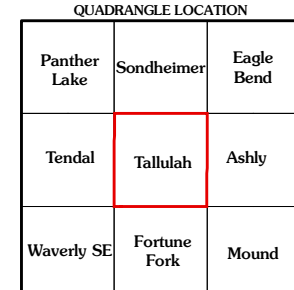 QUADRANGLE LOCATION
Panther
Lake
Sondheimer
Eagle
Bend
Tendal
Tallulah
Ashly
Waverly SE
Fortune
Fork
Mound